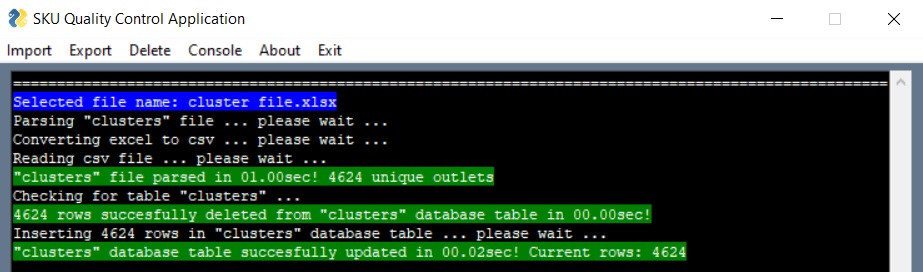 SKU Quality Control Application
Import Export Delete Console About Exit
Selected file name: cluster file.xlsx
Parsing "clusters" file ... please wait ...
Converting excel to csv ... please wait ...
Reading csv file ... please wait ...
"clusters" file parsed in 01.00sec! 4624 unique outlets
Checking for table "clusters" ...
4624 rows succesfully deleted from "clusters" database table in 00.00sec!
Inserting 4624 rows in "clusters" database table ... please wait ...
"clusters" database table succesfully updated in 00.02sec! Current rows: 4624